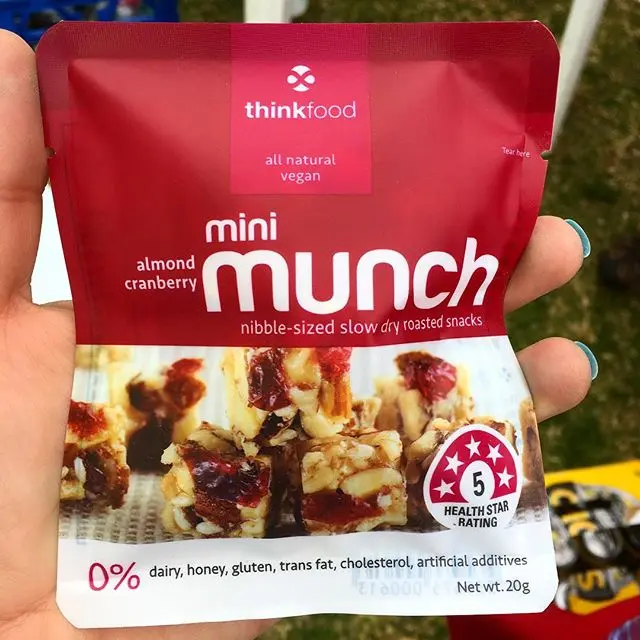 thinkfood
all natural
vegan
Tear here
mini
almond
cranberry
munch
nibble-sized slow dry roasted snacks
5
HEALTH STAR
RATING
0% dairy, honey, gluten, trans fat, cholesterol, artificial additives
Net wt. 20g